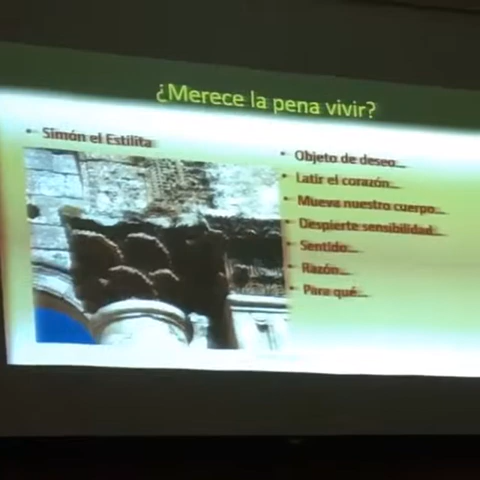 ¿Merece la pena vivir?
• Simón el Estilita
• Objeto de deseo...
• Latir el corazón...
• Mueva nuestro cuerpo...
• Despierte sensibilidad...
• Sentido...
• Razón...
• Para qué...